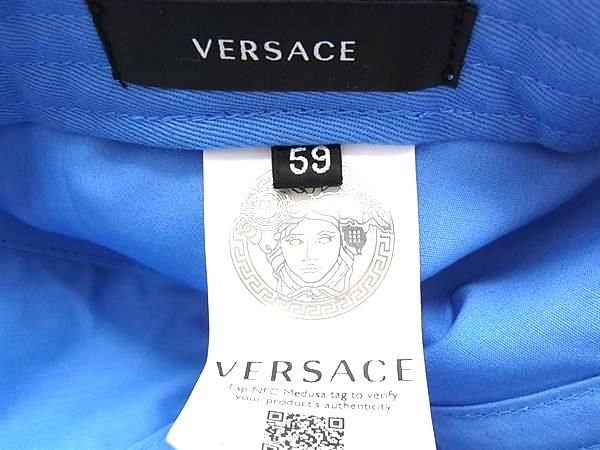 VERSACE
59
VERSACE
Tap NFC Medusa tag to verify
your product's authenticity